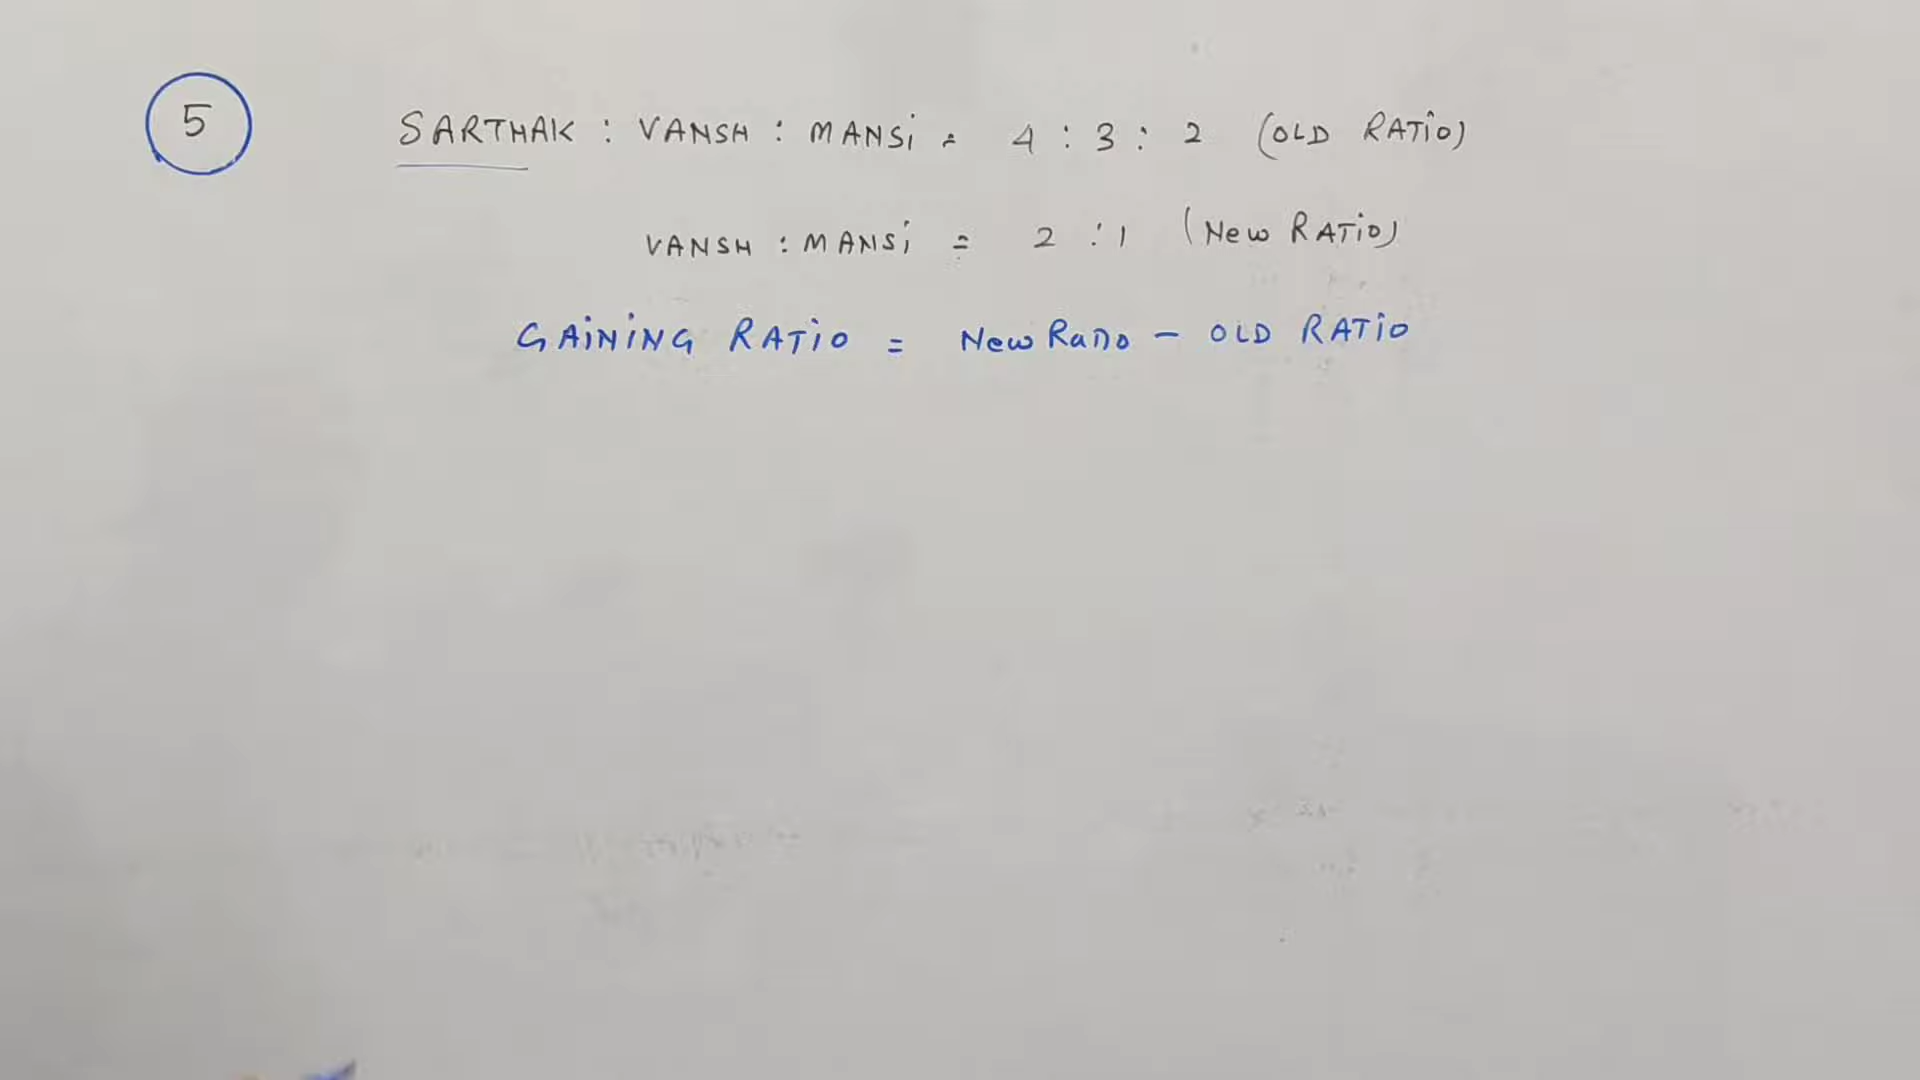 5 SARTHAK : VANSH : MANSi = 4 : 3 : 2 (OLD RATiO)
VANSH : MANSi = 2 : 1 (New RATiO)
GAiNiNG RATiO = New Ratio - OLD RATiO